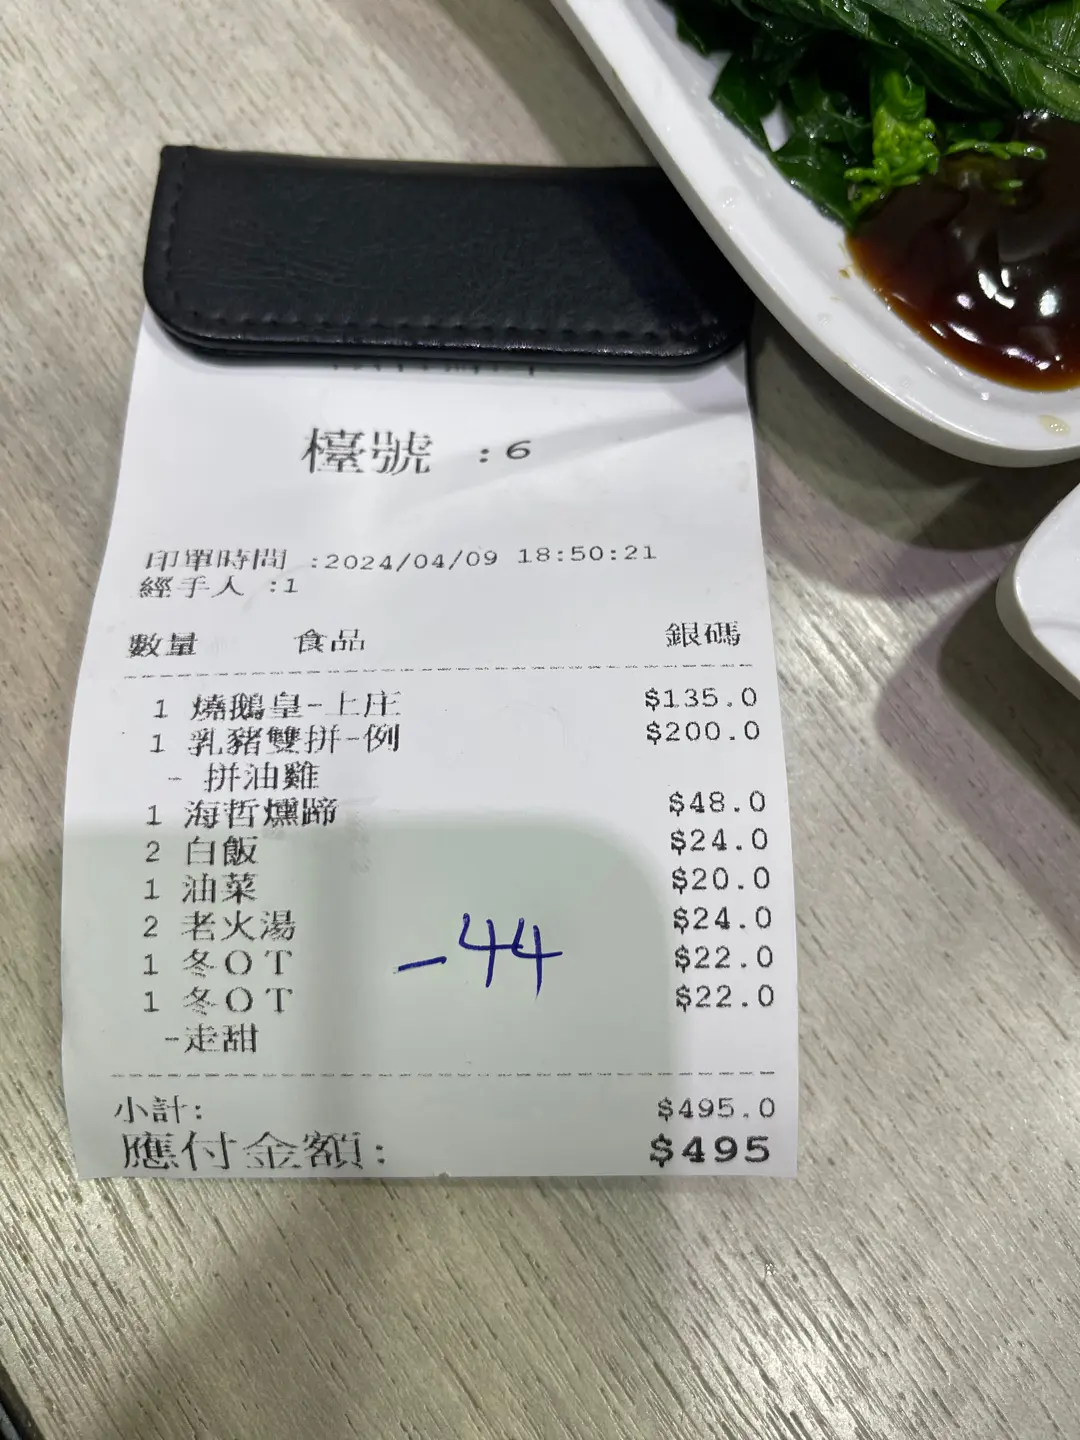 檯號 :6
印單時間 :2024/04/09 18:50:21
經手人 :1
數量 食品 銀碼
1 燒鵝皇-上庄 $135.0
1 乳豬雙拼-例 $200.0
- 拼油雞
1 海哲燻蹄 $48.0
2 白飯 $24.0
1 油菜 $20.0
2 老火湯 $24.0
1 冬OT $22.0
1 冬OT $22.0
-走甜
-44
小計: $495.0
應付金額: $495